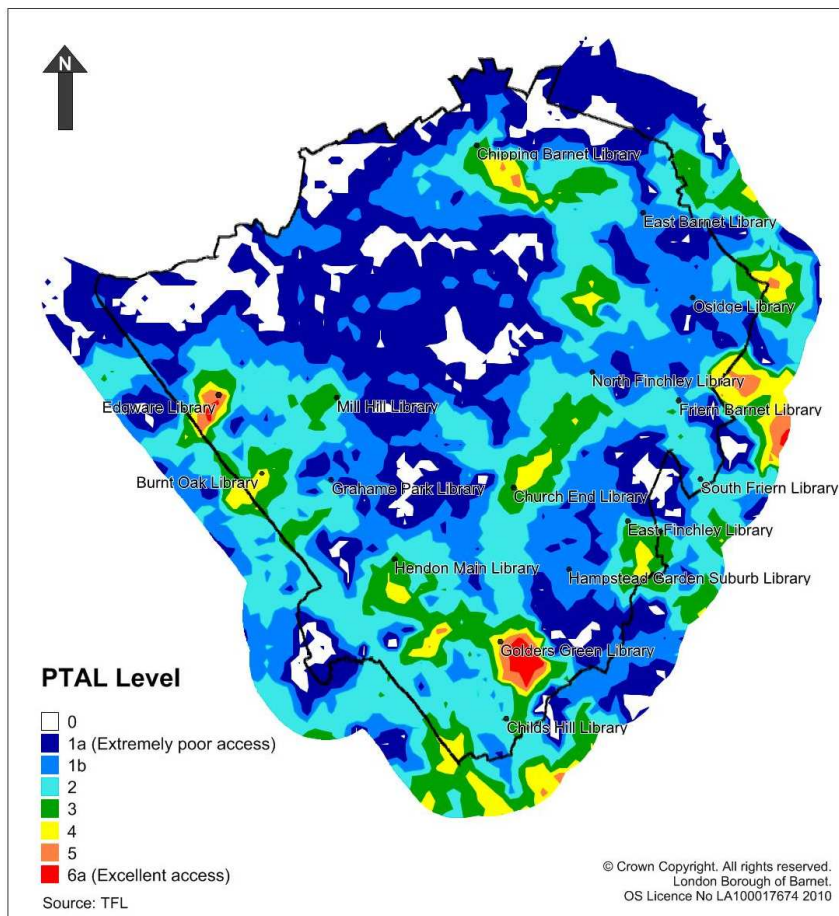 N
Chipping Barnet Library
East Barnet Library
Osidge Library
North Finchley Library
Edgware Library
Mill Hill Library
Friern Barnet Library
Burnt Oak Library
Grahame Park Library
Church End Library
South Friern Library
East Finchley Library
Hendon Main Library
Hampstead Garden Suburb Library
Golders Green Library
Childs Hill Library
PTAL Level
0
1a (Extremely poor access)
1b
2
3
4
5
6a (Excellent access)
Source: TFL
© Crown Copyright. All rights reserved.
London Borough of Barnet.
OS Licence No LA100017674 2010